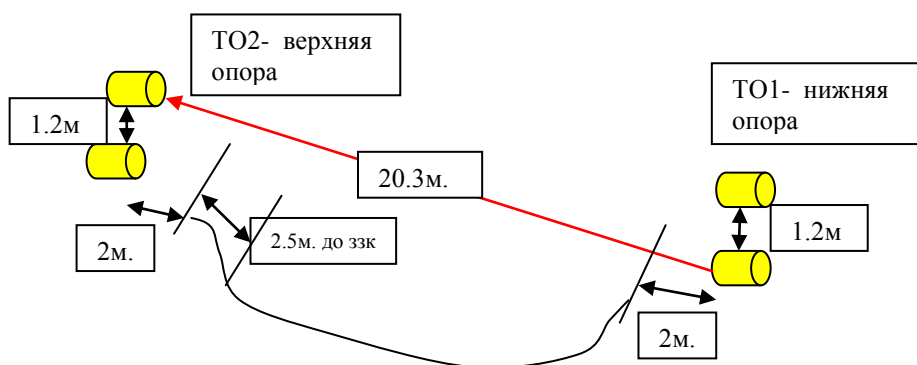 ТО2- верхняя
опора
ТО1- нижняя
опора
1.2м
20.3м.
1.2м
2.5м. до ззк
2м.
2м.